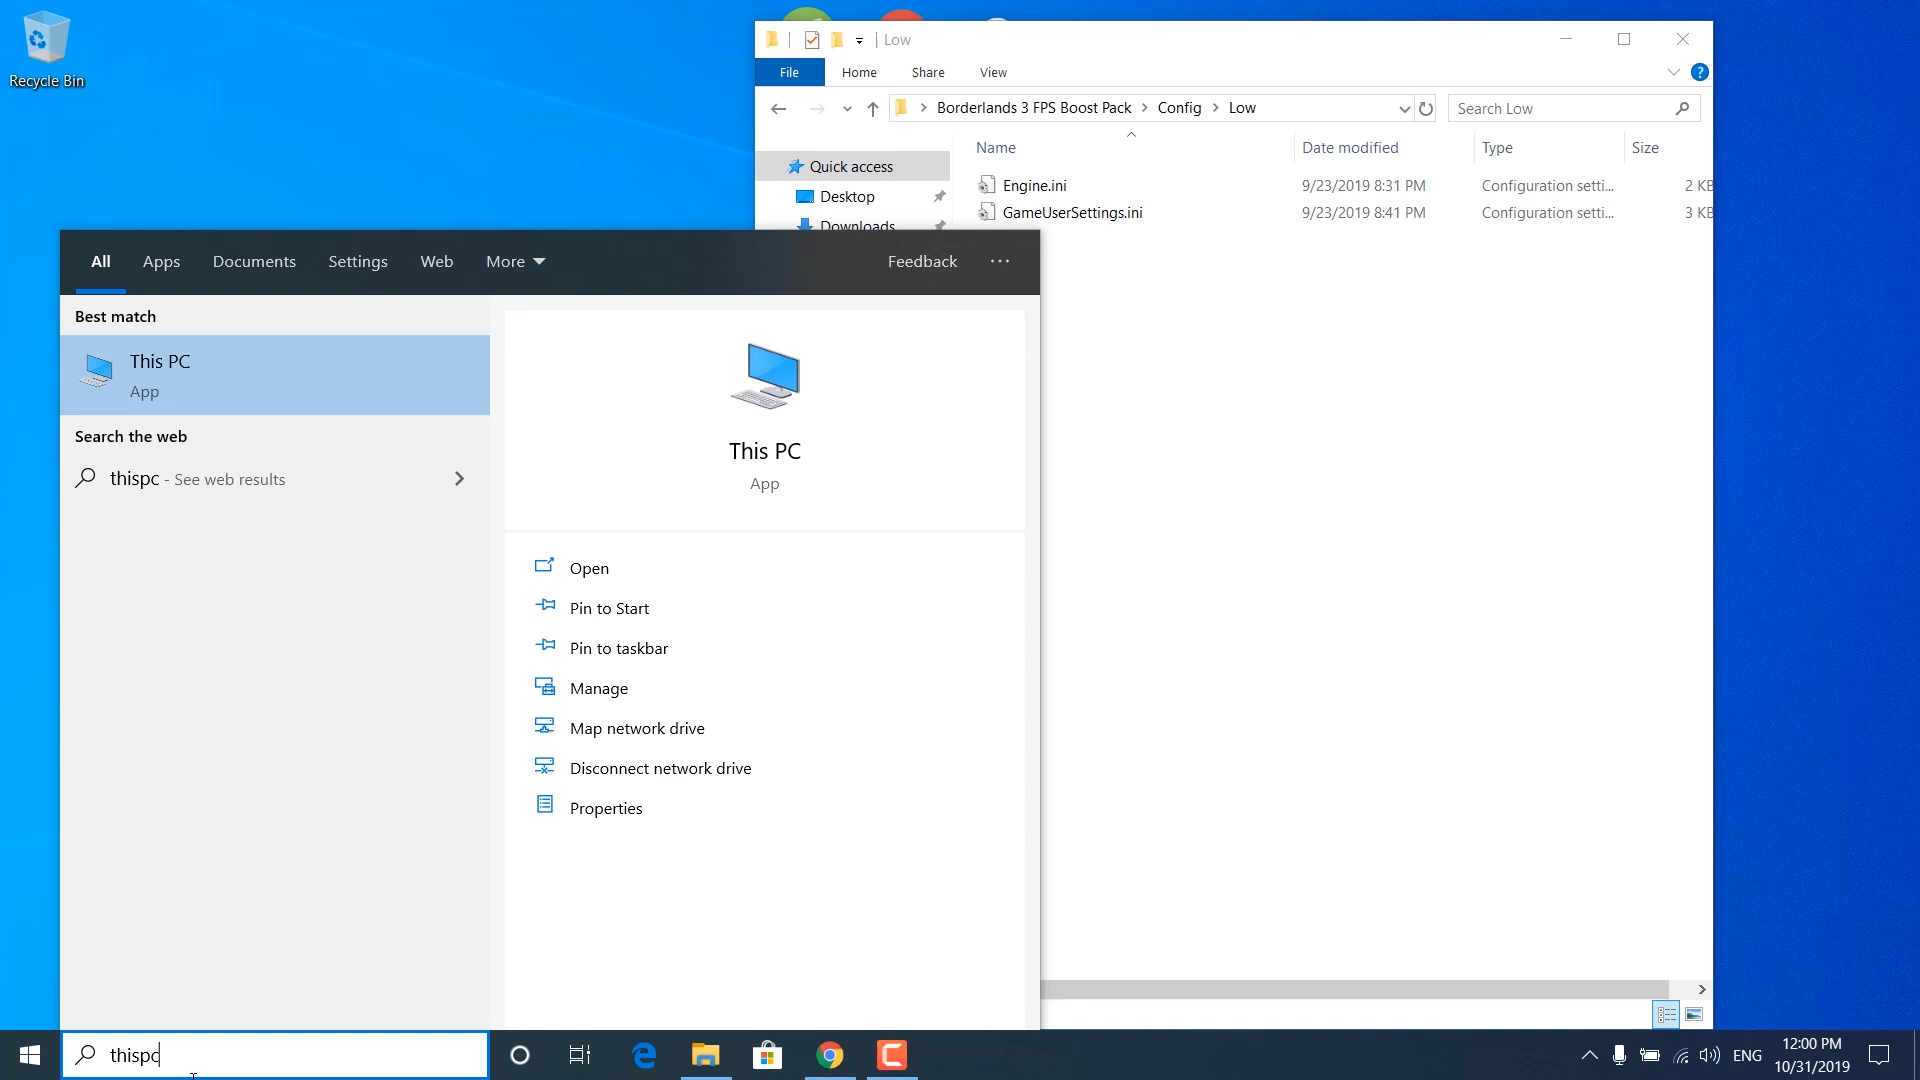 Recycle Bin
Low
File
Home
Share
View
Borderlands 3 FPS Boost Pack
Config
Low
Search Low
Name
Date modified
Type
Size
Quick access
Desktop
Downloads
Engine.ini
9/23/2019 8:31 PM
Configuration setti...
2 KB
GameUserSettings.ini
9/23/2019 8:41 PM
Configuration setti...
3 KB
All
Apps
Documents
Settings
Web
More
Feedback
Best match
This PC
App
Search the web
thispc - See web results
This PC
App
Open
Pin to Start
Pin to taskbar
Manage
Map network drive
Disconnect network drive
Properties
thispc
ENG
12:00 PM
10/31/2019